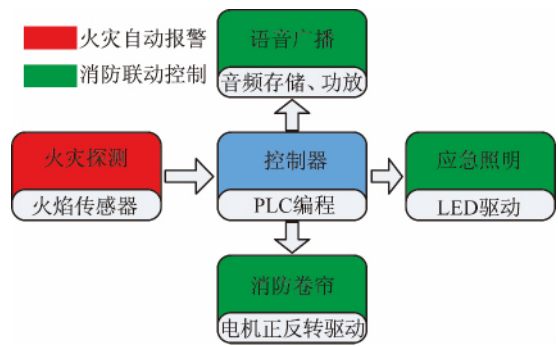 火灾自动报警
消防联动控制
语音广播
音频存储、功放
火灾探测
火焰传感器
控制器
PLC编程
应急照明
LED驱动
消防卷帘
电机正反转驱动